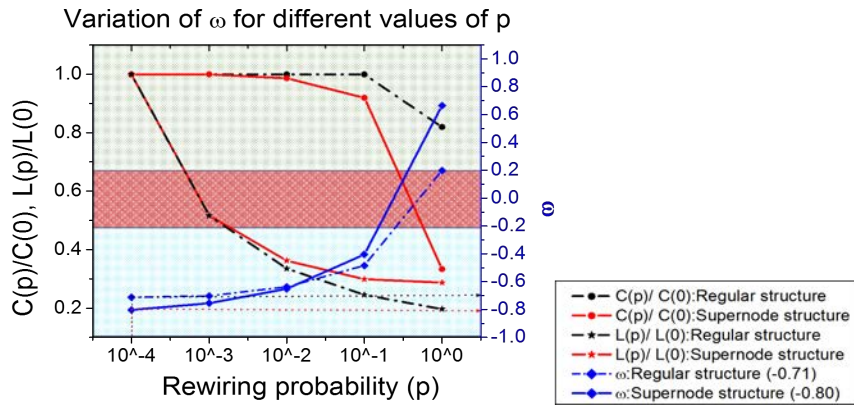 Variation of ω for different values of p
C(p)/C(0), L(p)/L(0)
1.0
0.8
0.6
0.4
0.2
1.0
0.8
0.6
0.4
0.2
0.0
-0.2
-0.4
-0.6
-0.8
-1.0
ω
10^-4 10^-3 10^-2 10^-1 10^0
Rewiring probability (p)
C(p)/ C(0):Regular structure
C(p)/ C(0):Supernode structure
L(p)/ L(0):Regular structure
L(p)/ L(0):Supernode structure
ω:Regular structure (-0.71)
ω:Supernode structure (-0.80)